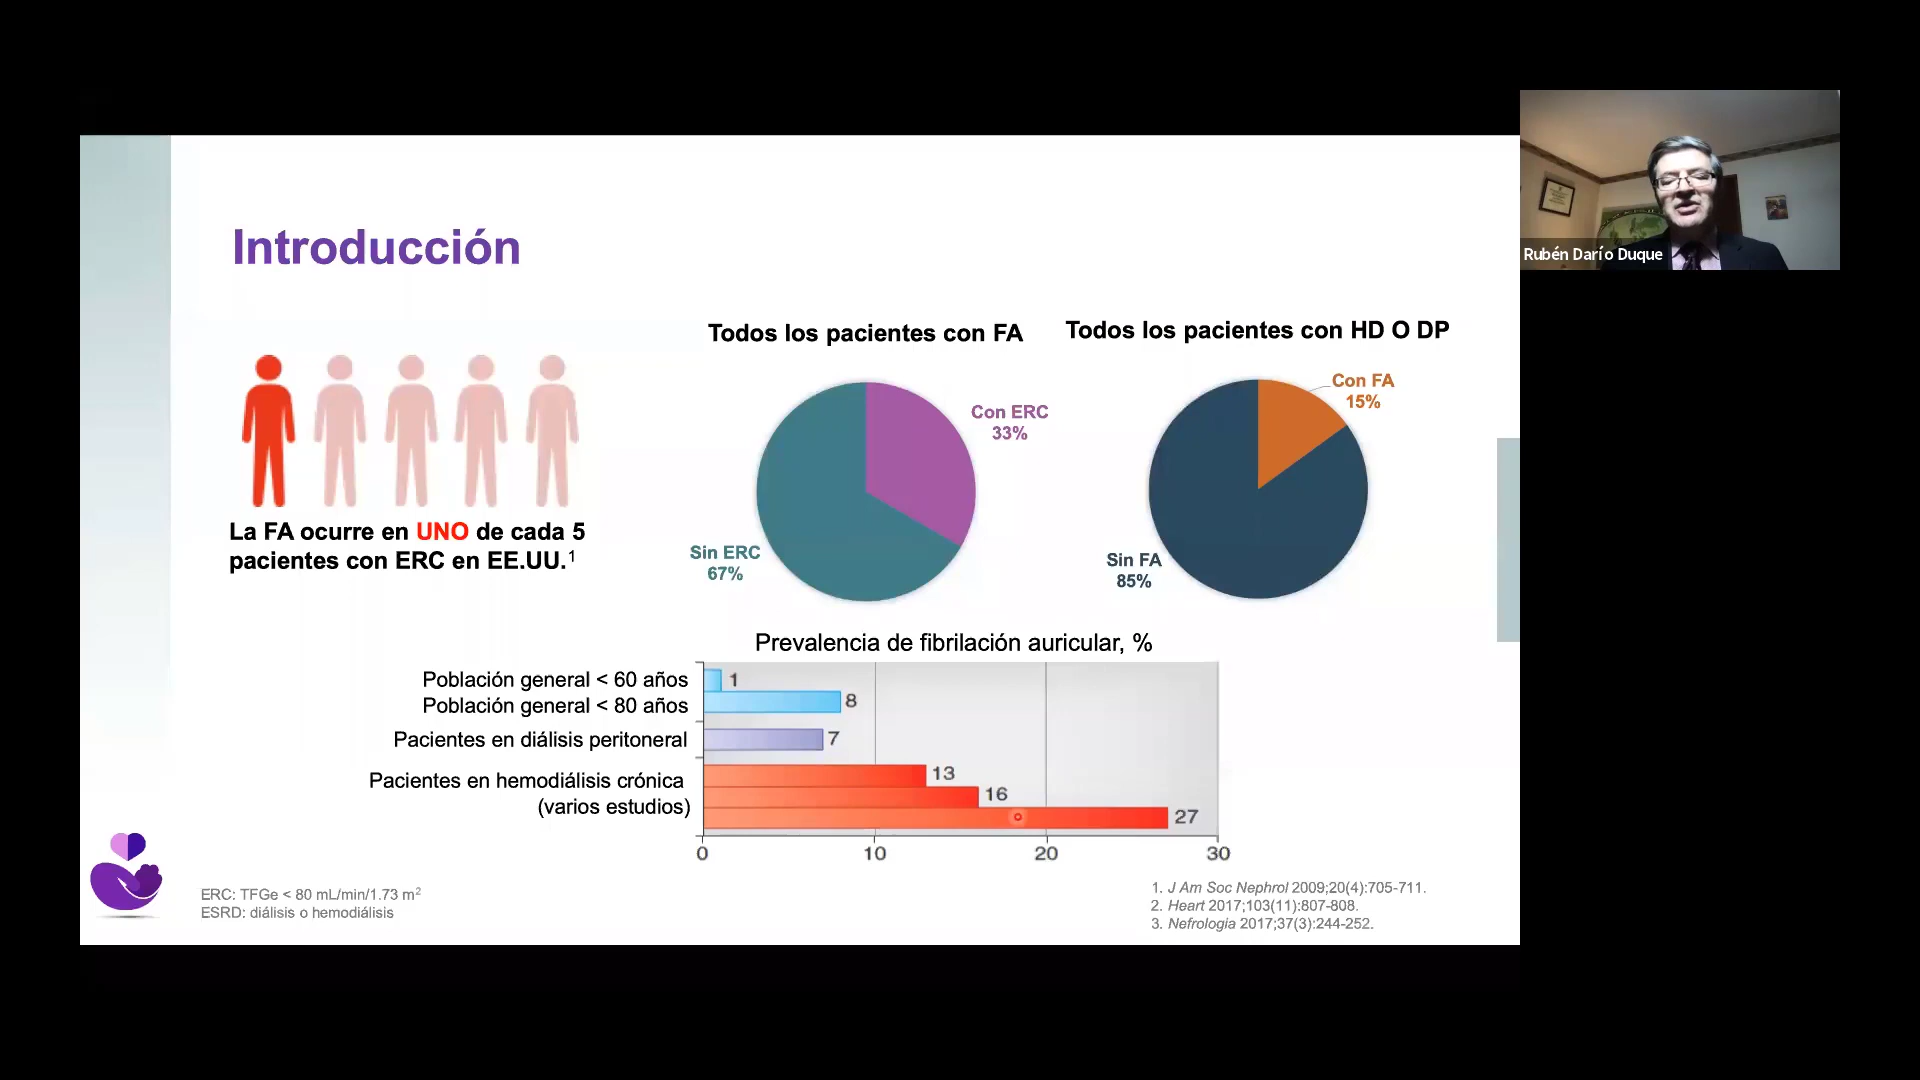 Introducción
Todos los pacientes con FA
Todos los pacientes con HD O DP
Con ERC
33%
Sin ERC
67%
Con FA
15%
Sin FA
85%
La FA ocurre en UNO de cada 5
pacientes con ERC en EE.UU.¹
Prevalencia de fibrilación auricular, %
Población general < 60 años
1
Población general < 80 años
8
Pacientes en diálisis peritoneral
7
Pacientes en hemodiálisis crónica
(varios estudios)
13
16
27
0 10 20 30
ERC: TFGe < 80 mL/min/1.73 m²
ESRD: diálisis o hemodiálisis
1. J Am Soc Nephrol 2009;20(4):705-711.
2. Heart 2017;103(11):807-808.
3. Nefrologia 2017;37(3):244-252.
Rubén Darío Duque